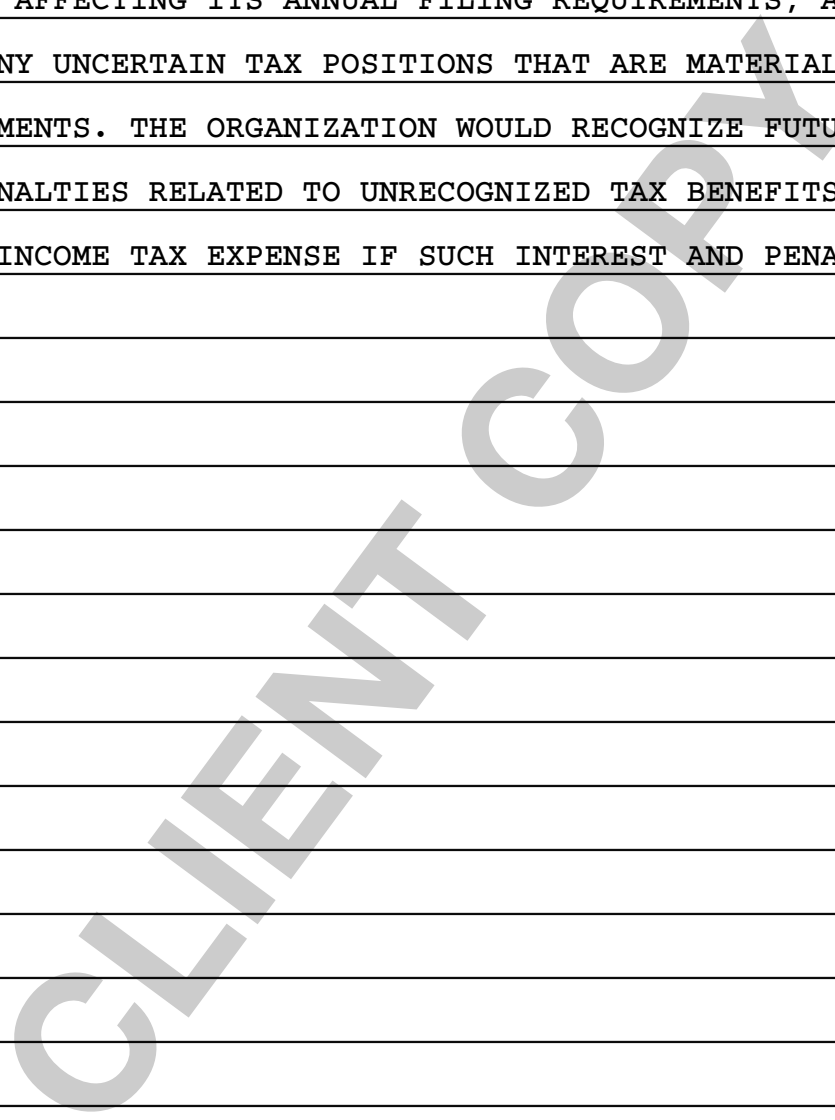 AFFECTING ITS ANNUAL FILING REQUIREMENTS, A
NY UNCERTAIN TAX POSITIONS THAT ARE MATERIAL
MENTS. THE ORGANIZATION WOULD RECOGNIZE FUTU
NALTIES RELATED TO UNRECOGNIZED TAX BENEFITS
INCOME TAX EXPENSE IF SUCH INTEREST AND PENA
CLIENT COPY